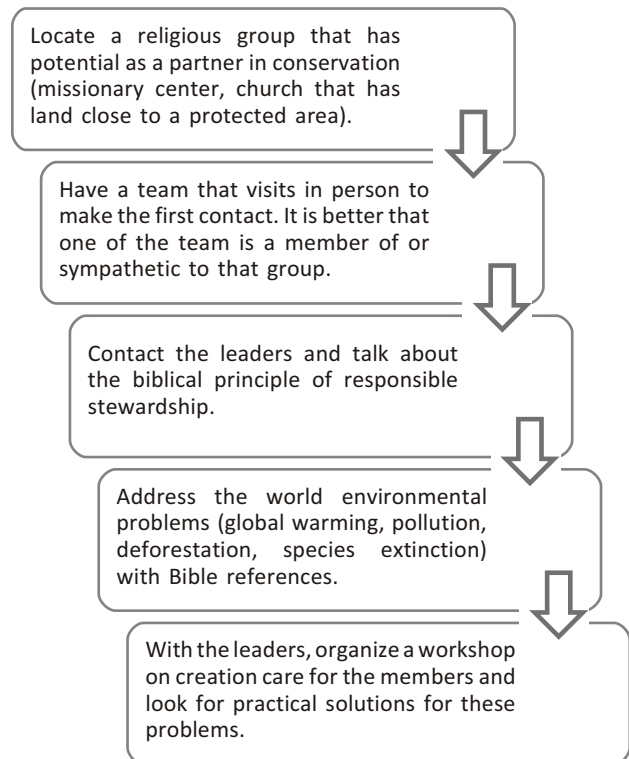 Locate a religious group that has
potential as a partner in conservation
(missionary center, church that has
land close to a protected area).
Have a team that visits in person to
make the first contact. It is better that
one of the team is a member of or
sympathetic to that group.
Contact the leaders and talk about
the biblical principle of responsible
stewardship.
Address the world environmental
problems (global warming, pollution,
deforestation, species extinction)
with Bible references.
With the leaders, organize a workshop
on creation care for the members and
look for practical solutions for these
problems.